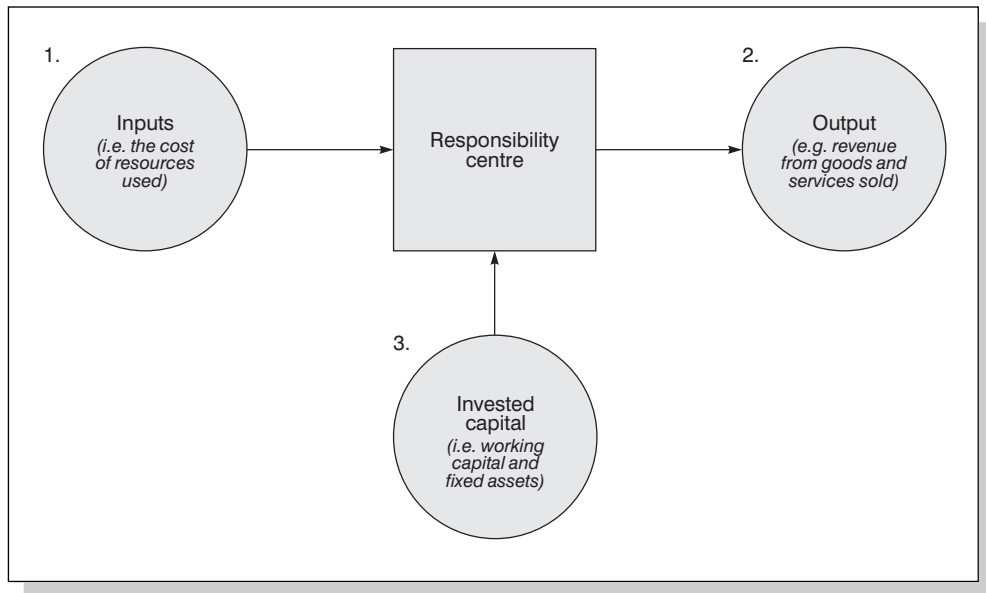 1.
Inputs
(i.e. the cost
of resources
used)
Responsibility
centre
2.
Output
(e.g. revenue
from goods and
services sold)
3.
Invested
capital
(i.e. working
capital and
fixed assets)